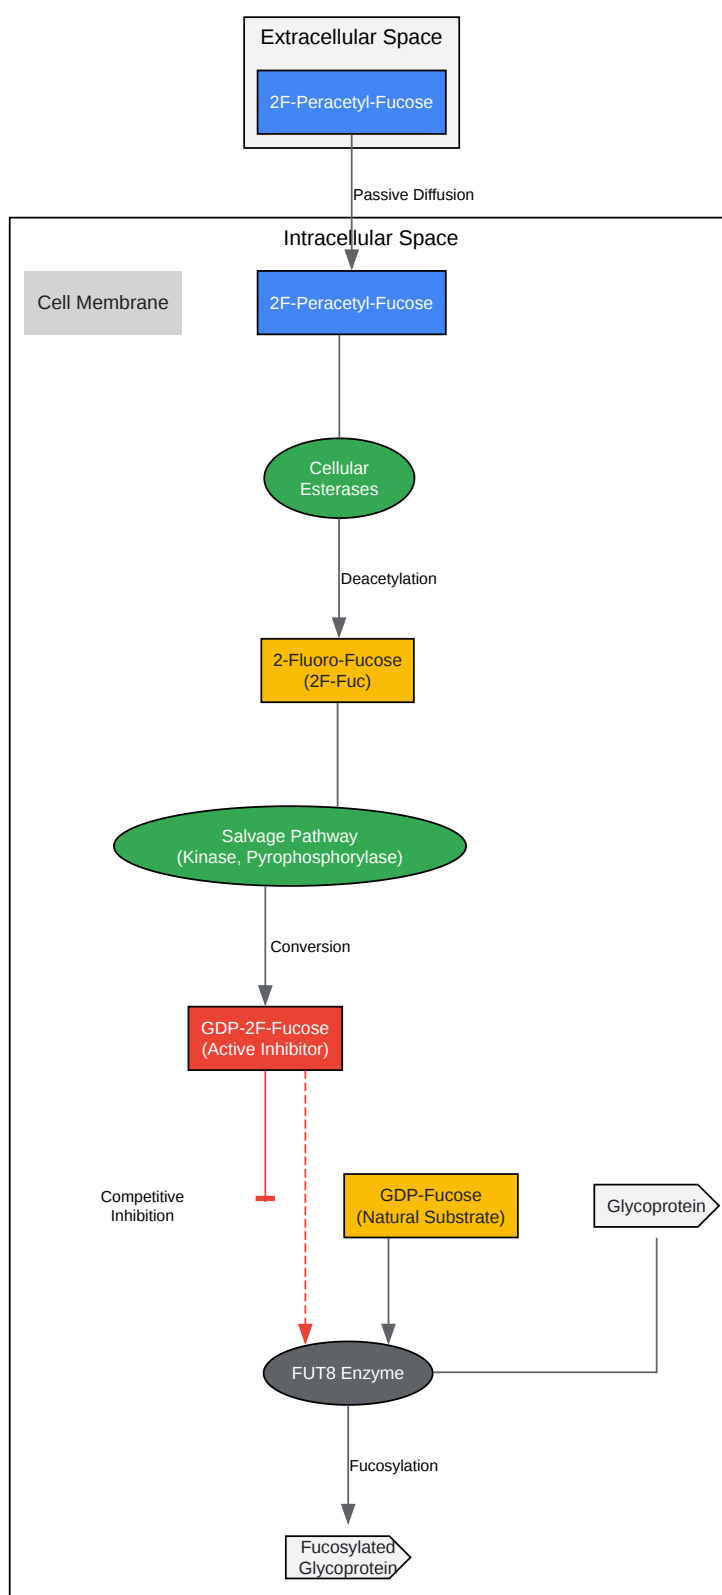 Extracellular Space
2F-Peracetyl-Fucose
Passive Diffusion
Intracellular Space
Cell Membrane
2F-Peracetyl-Fucose
Cellular
Esterases
Deacetylation
2-Fluoro-Fucose
(2F-Fuc)
Salvage Pathway
(Kinase, Pyrophosphorylase)
Conversion
GDP-2F-Fucose
(Active Inhibitor)
Competitive
Inhibition
GDP-Fucose
(Natural Substrate)
Glycoprotein
FUT8 Enzyme
Fucosylation
Fucosylated
Glycoprotein